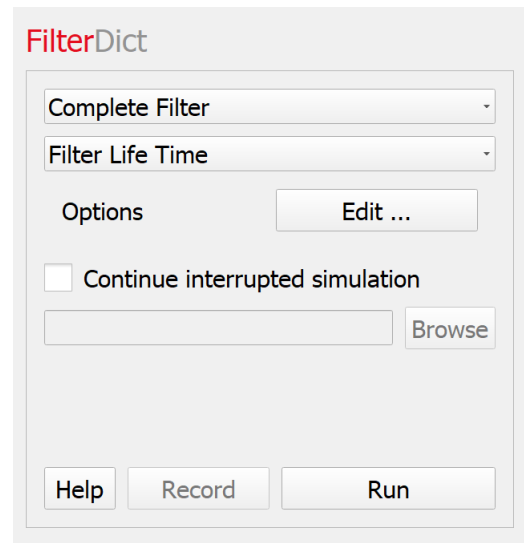 FilterDict
Complete Filter
Filter Life Time
Options Edit ...
Continue interrupted simulation
Browse
Help Record Run